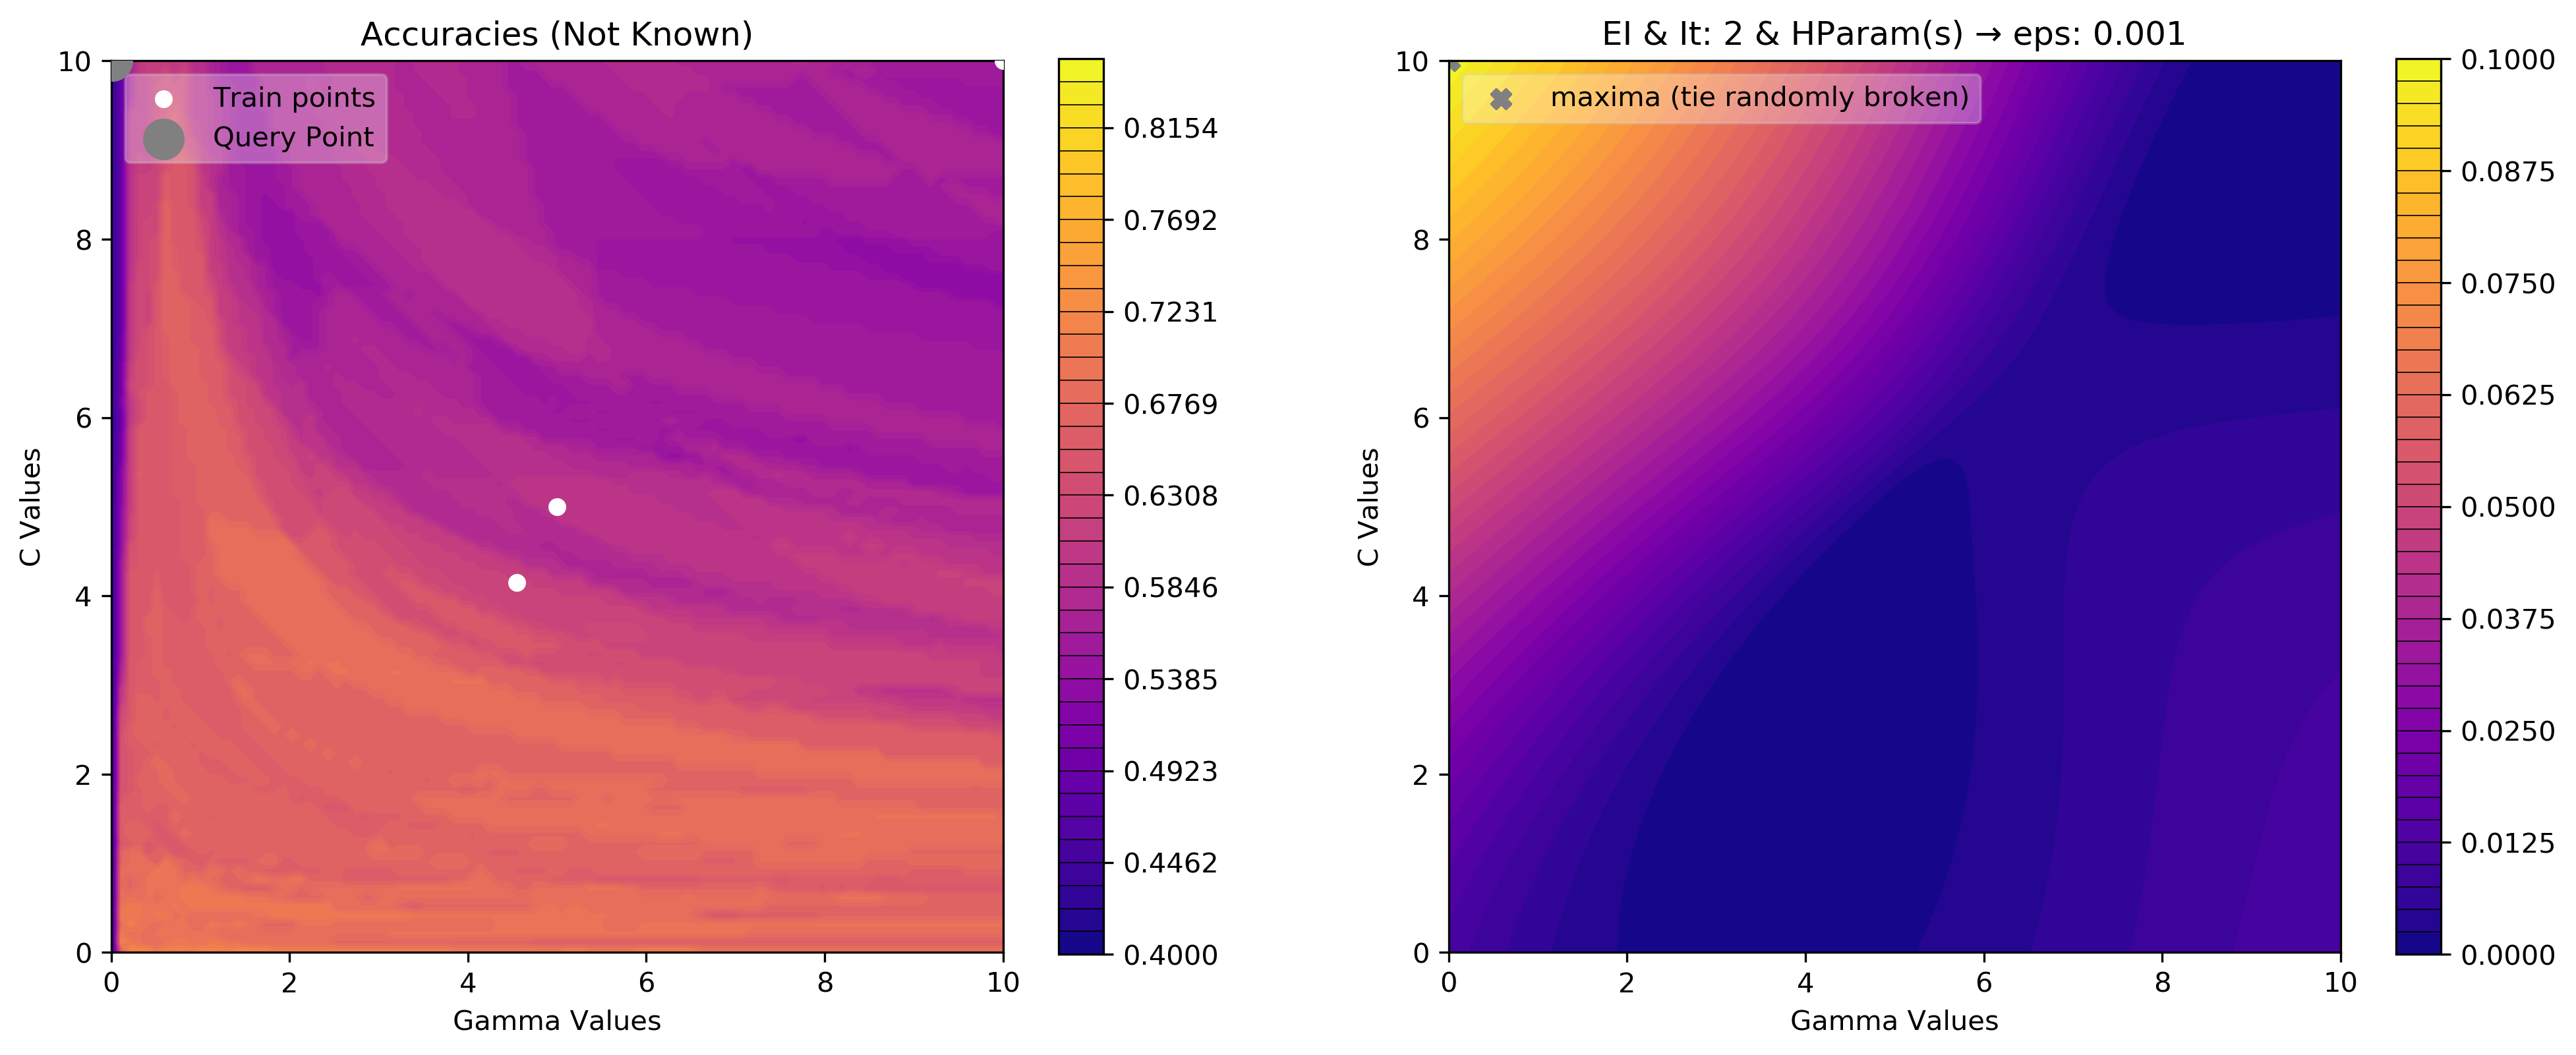 Accuracies (Not Known)
10
8
6
4
2
0
C Values
Train points
Query Point
0 2 4 6 8 10
Gamma Values
0.8154
0.7692
0.7231
0.6769
0.6308
0.5846
0.5385
0.4923
0.4462
0.4000
EI & It: 2 & HParam(s) → eps: 0.001
10
8
6
4
2
0
C Values
maxima (tie randomly broken)
0 2 4 6 8 10
Gamma Values
0.1000
0.0875
0.0750
0.0625
0.0500
0.0375
0.0250
0.0125
0.0000